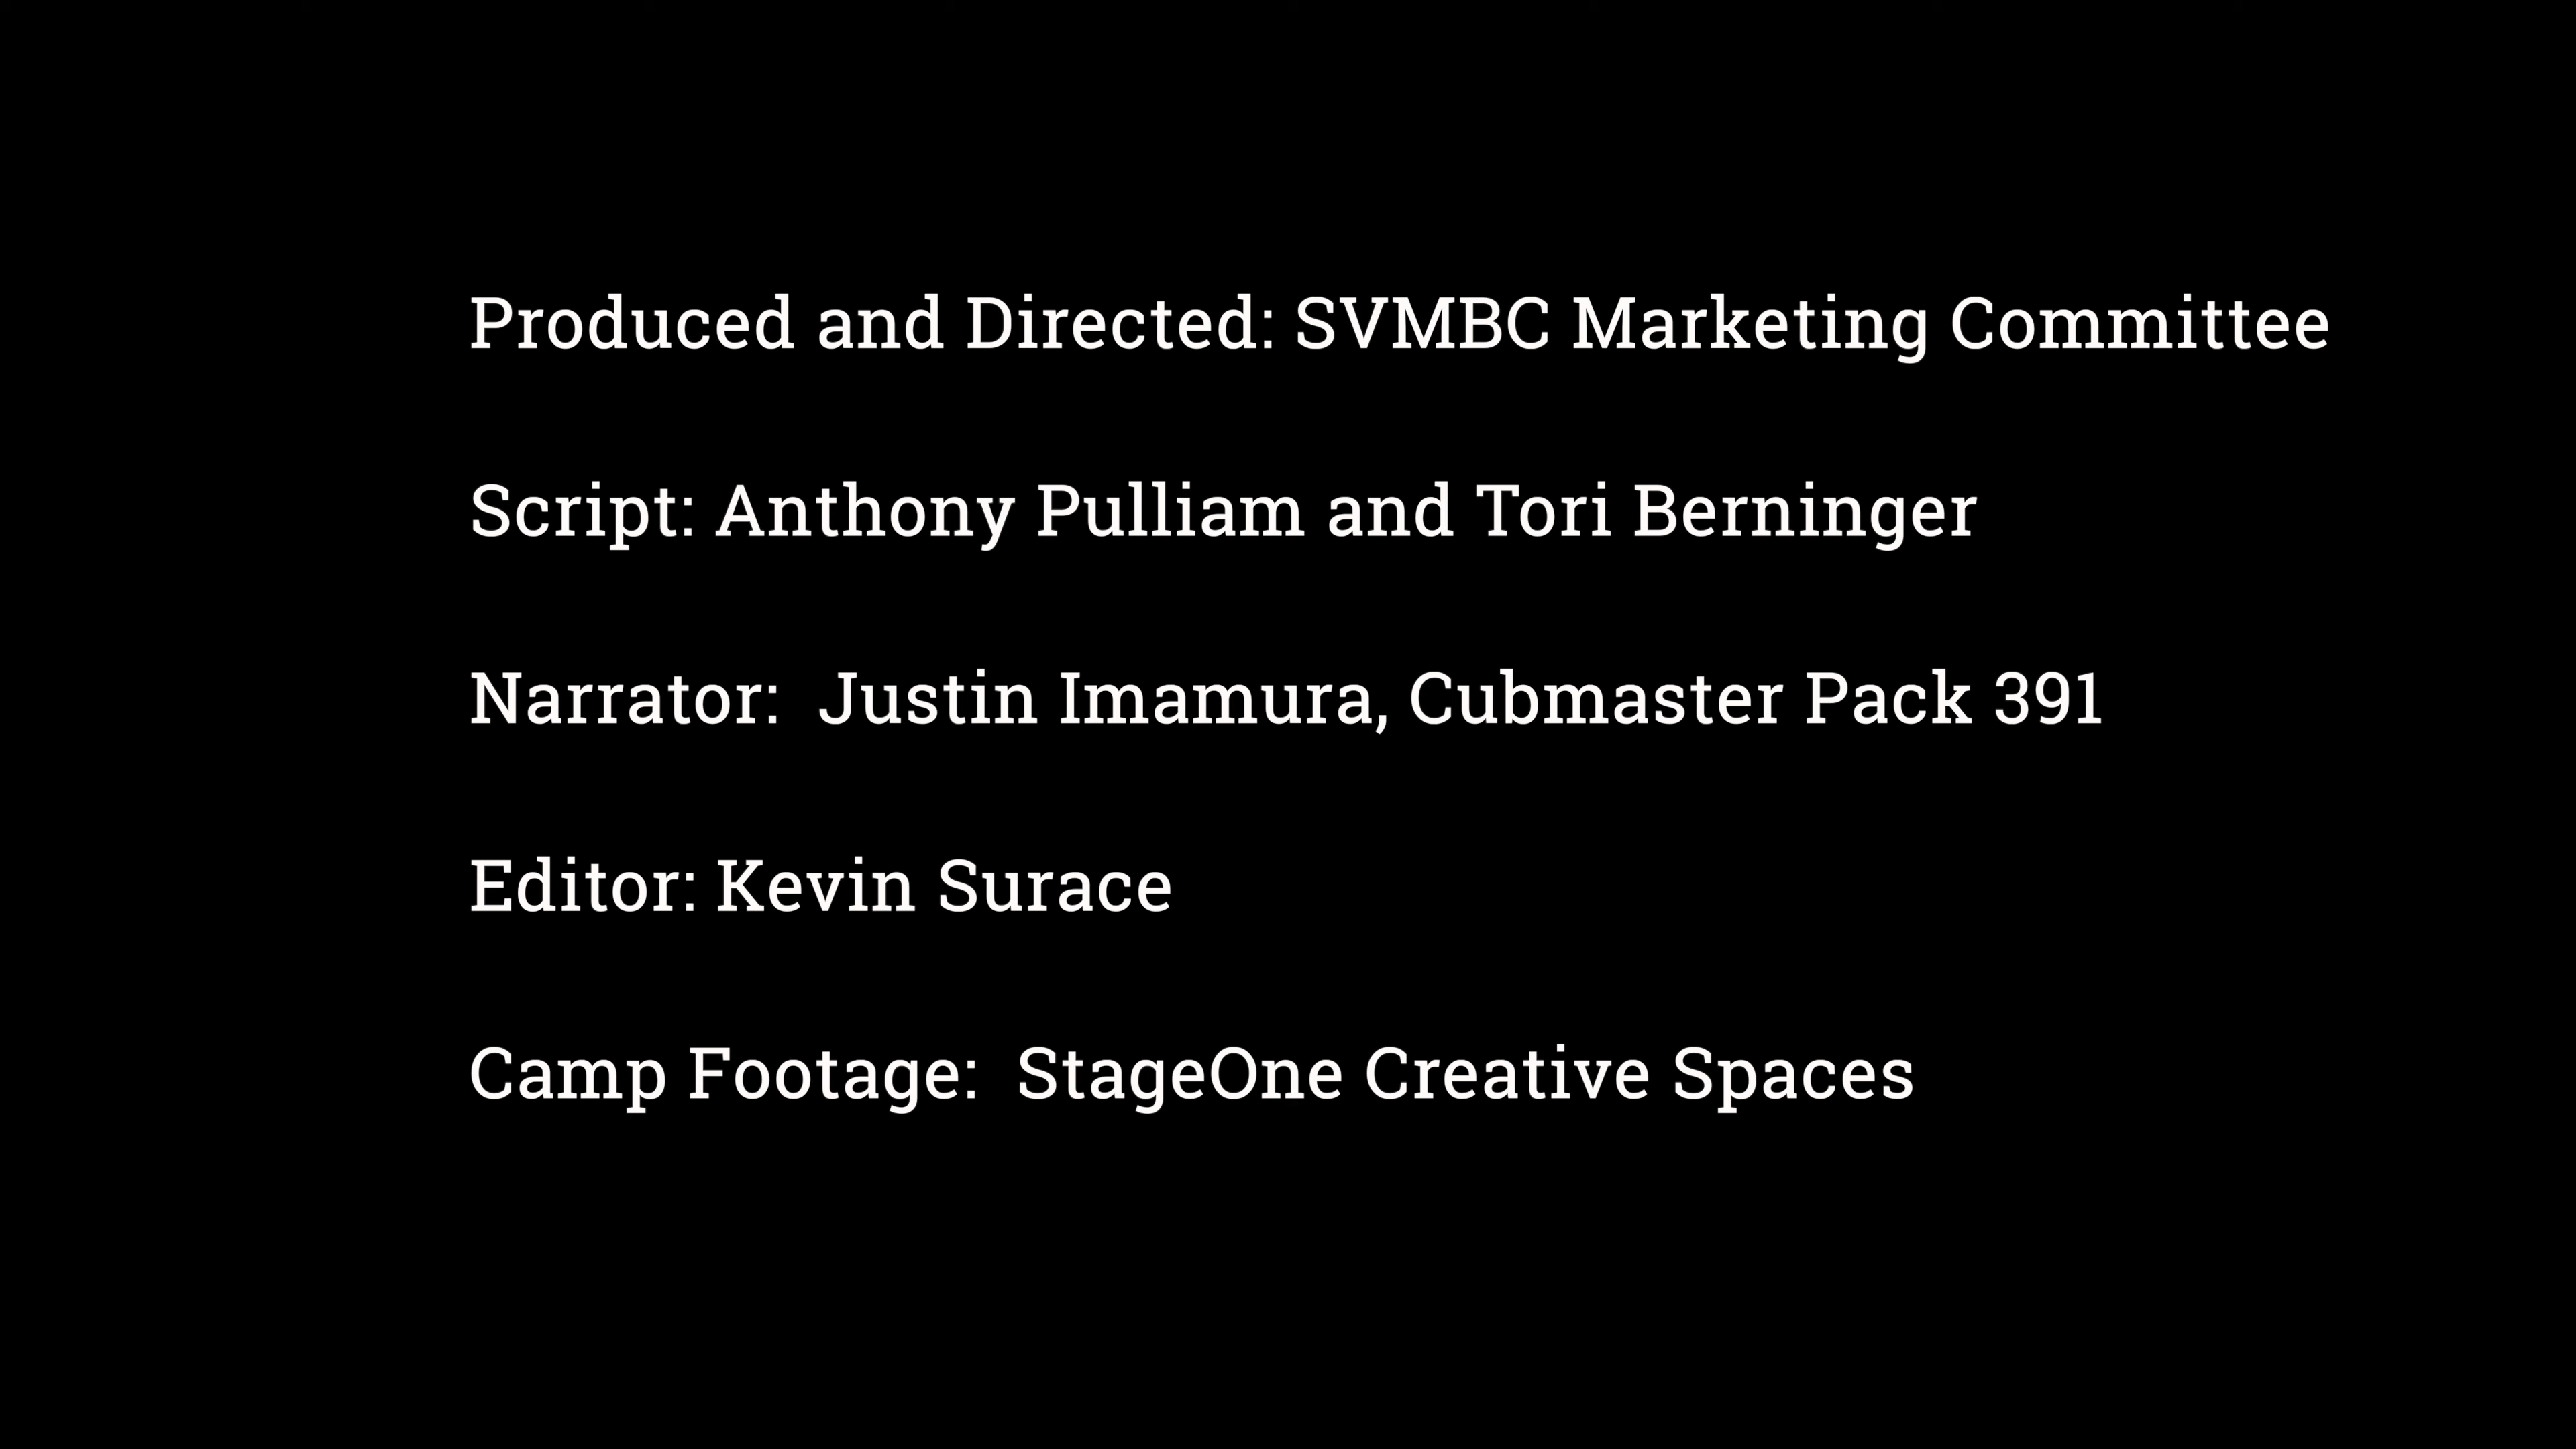 Produced and Directed: SVMBC Marketing Committee
Script: Anthony Pulliam and Tori Berninger
Narrator:  Justin Imamura, Cubmaster Pack 391
Editor: Kevin Surace
Camp Footage:  StageOne Creative Spaces